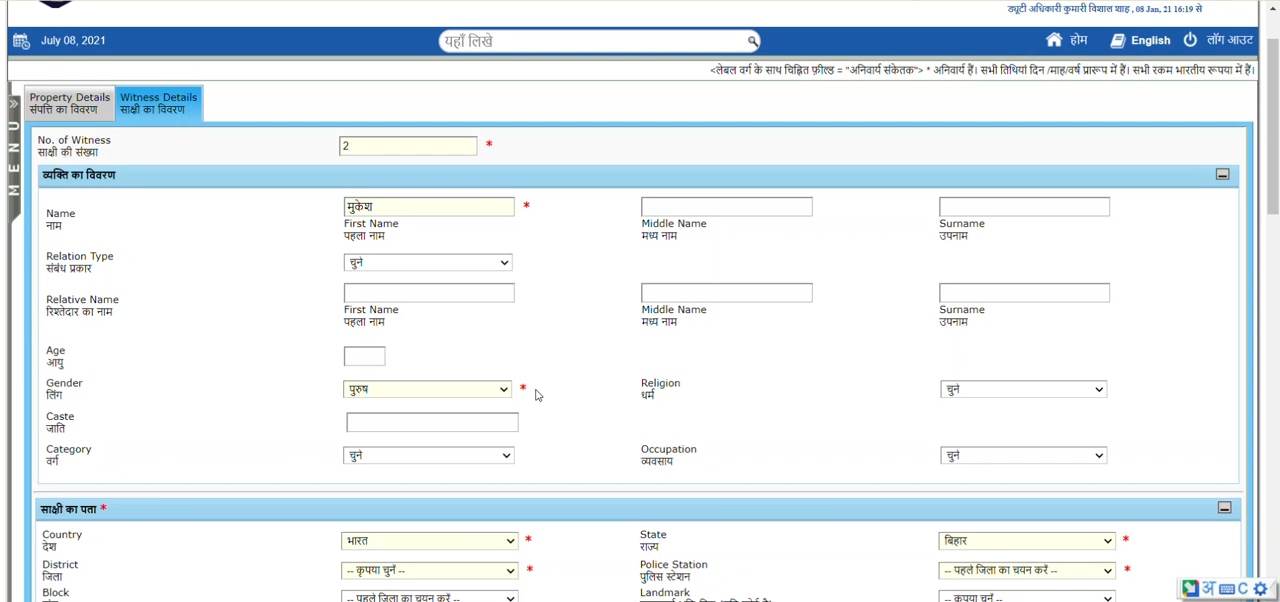 ड्यूटी अधिकारी कुमारी विशाल शाह , 08 Jan, 21 16:19 से
July 08, 2021
यहाँ लिखे
होम
English
लॉग आउट
<लेबल वर्ग के साथ चिह्नित फ़ील्ड = "अनिवार्य संकेतक"> * अनिवार्य हैं। सभी तिथियां दिन /माह/वर्ष प्रारूप में हैं। सभी रकम भारतीय रूपया में हैं।
MENU
Property Details
संपत्ति का विवरण
Witness Details
साक्षी का विवरण
No. of Witness
साक्षी की संख्या
2 *
व्यक्ति का विवरण
Name
नाम
मुकेश *
First Name
पहला नाम
Middle Name
मध्य नाम
Surname
उपनाम
Relation Type
संबंध प्रकार
चुने
Relative Name
रिश्तेदार का नाम
First Name
पहला नाम
Middle Name
मध्य नाम
Surname
उपनाम
Age
आयु
Gender
लिंग
पुरुष *
Religion
धर्म
चुने
Caste
जाति
Category
वर्ग
चुने
Occupation
व्यवसाय
चुने
साक्षी का पता *
Country
देश
भारत *
State
राज्य
बिहार *
District
जिला
-- कृपया चुनें -- *
Police Station
पुलिस स्टेशन
-- पहले जिला का चयन करें -- *
Block
-- पहले जिला का चयन करें --
Landmark
-- कृपया चुनें --
अ